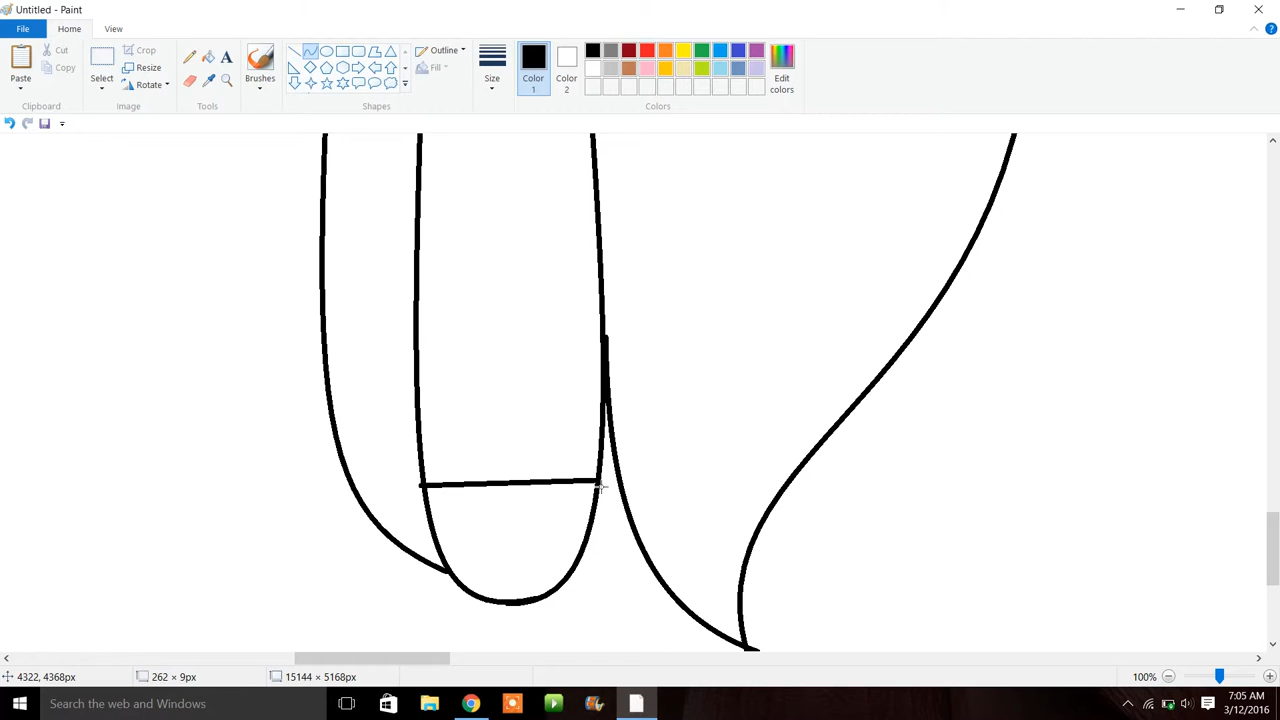 Untitled - Paint
File
Home
View
Paste
Cut
Copy
Clipboard
Select
Crop
Resize
Rotate
Image
A
Tools
Brushes
Outline
Fill
Shapes
Size
Color 1
Color 2
Edit colors
Colors
4322, 4368px
262 × 9px
15144 × 5168px
100%
Search the web and Windows
7:05 AM
3/12/2016